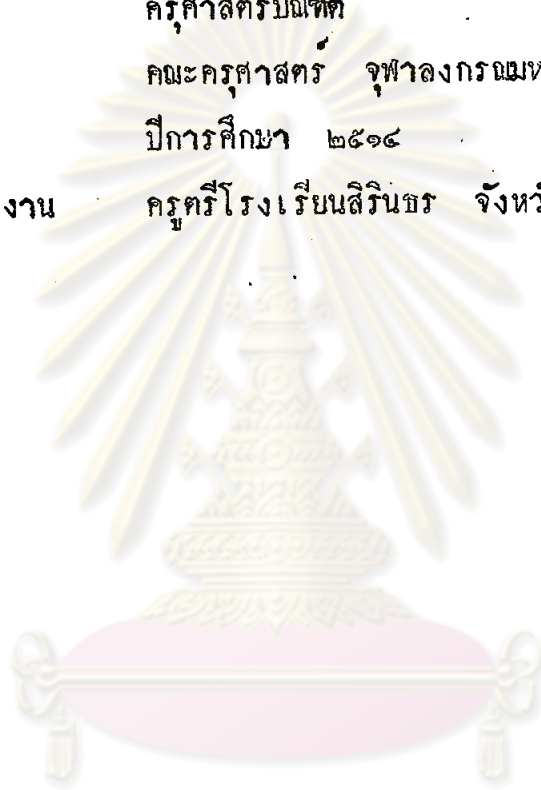 ครุศาสตรบัณฑิต
คณะครุศาสตร์ จุฬาลงกรณมห
ปีการศึกษา ๒๕๑๔
งาน ครูตรีโรงเรียนสิรินธร จังหวั